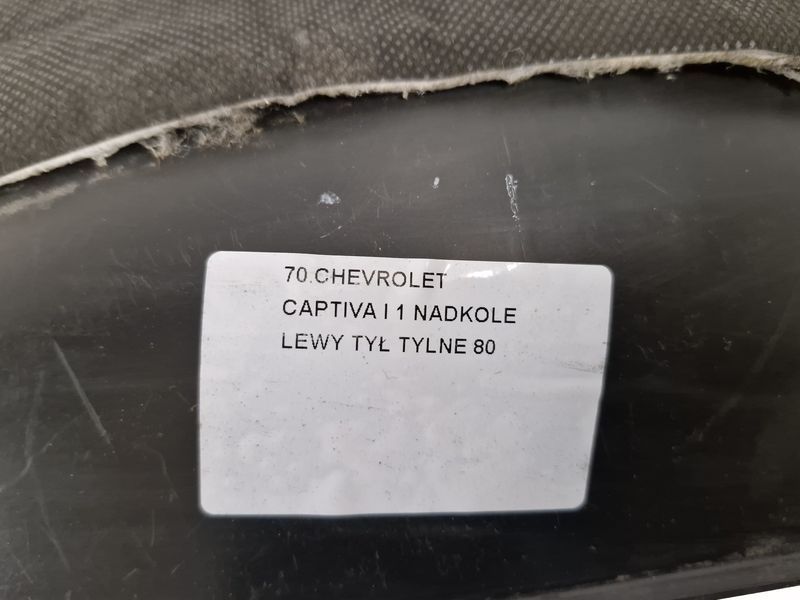 70.CHEVROLET
CAPTIVA I 1 NADKOLE
LEWY TYŁ TYLNE 80